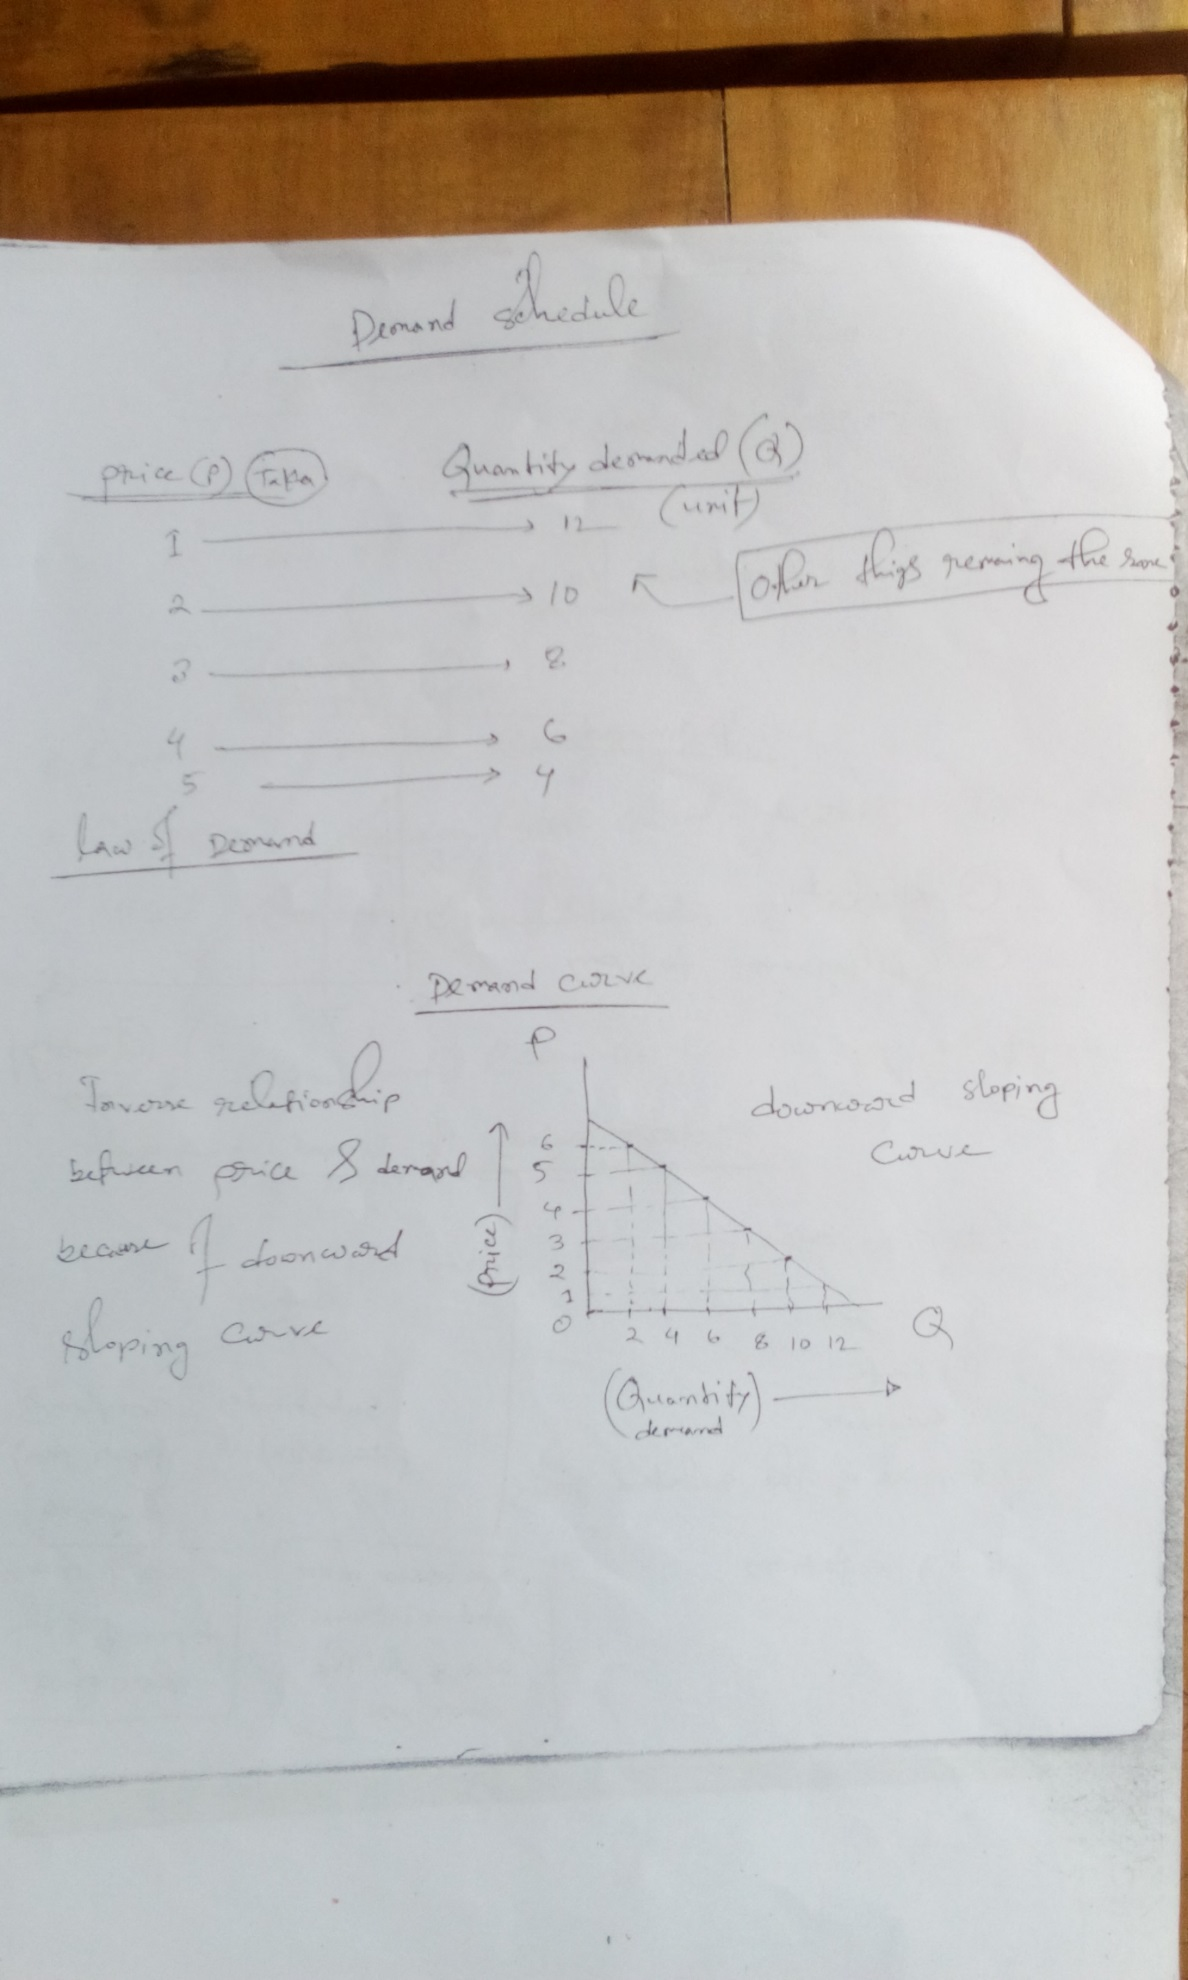 Demand schedule
price (P) (Taka) Quantity demanded (Q)
(unit)
1 → 12
2 → 10
Other thigs remaing the same
3 → 8
4 → 6
5 → 4
Law of Demand
Demand curve
P
Inverse relationship
between price & demand
because of downward
sloping curve
downward sloping
curve
(price)
6
5
4
3
2
1
0
2 4 6 8 10 12
Q
(Quantity)
demand